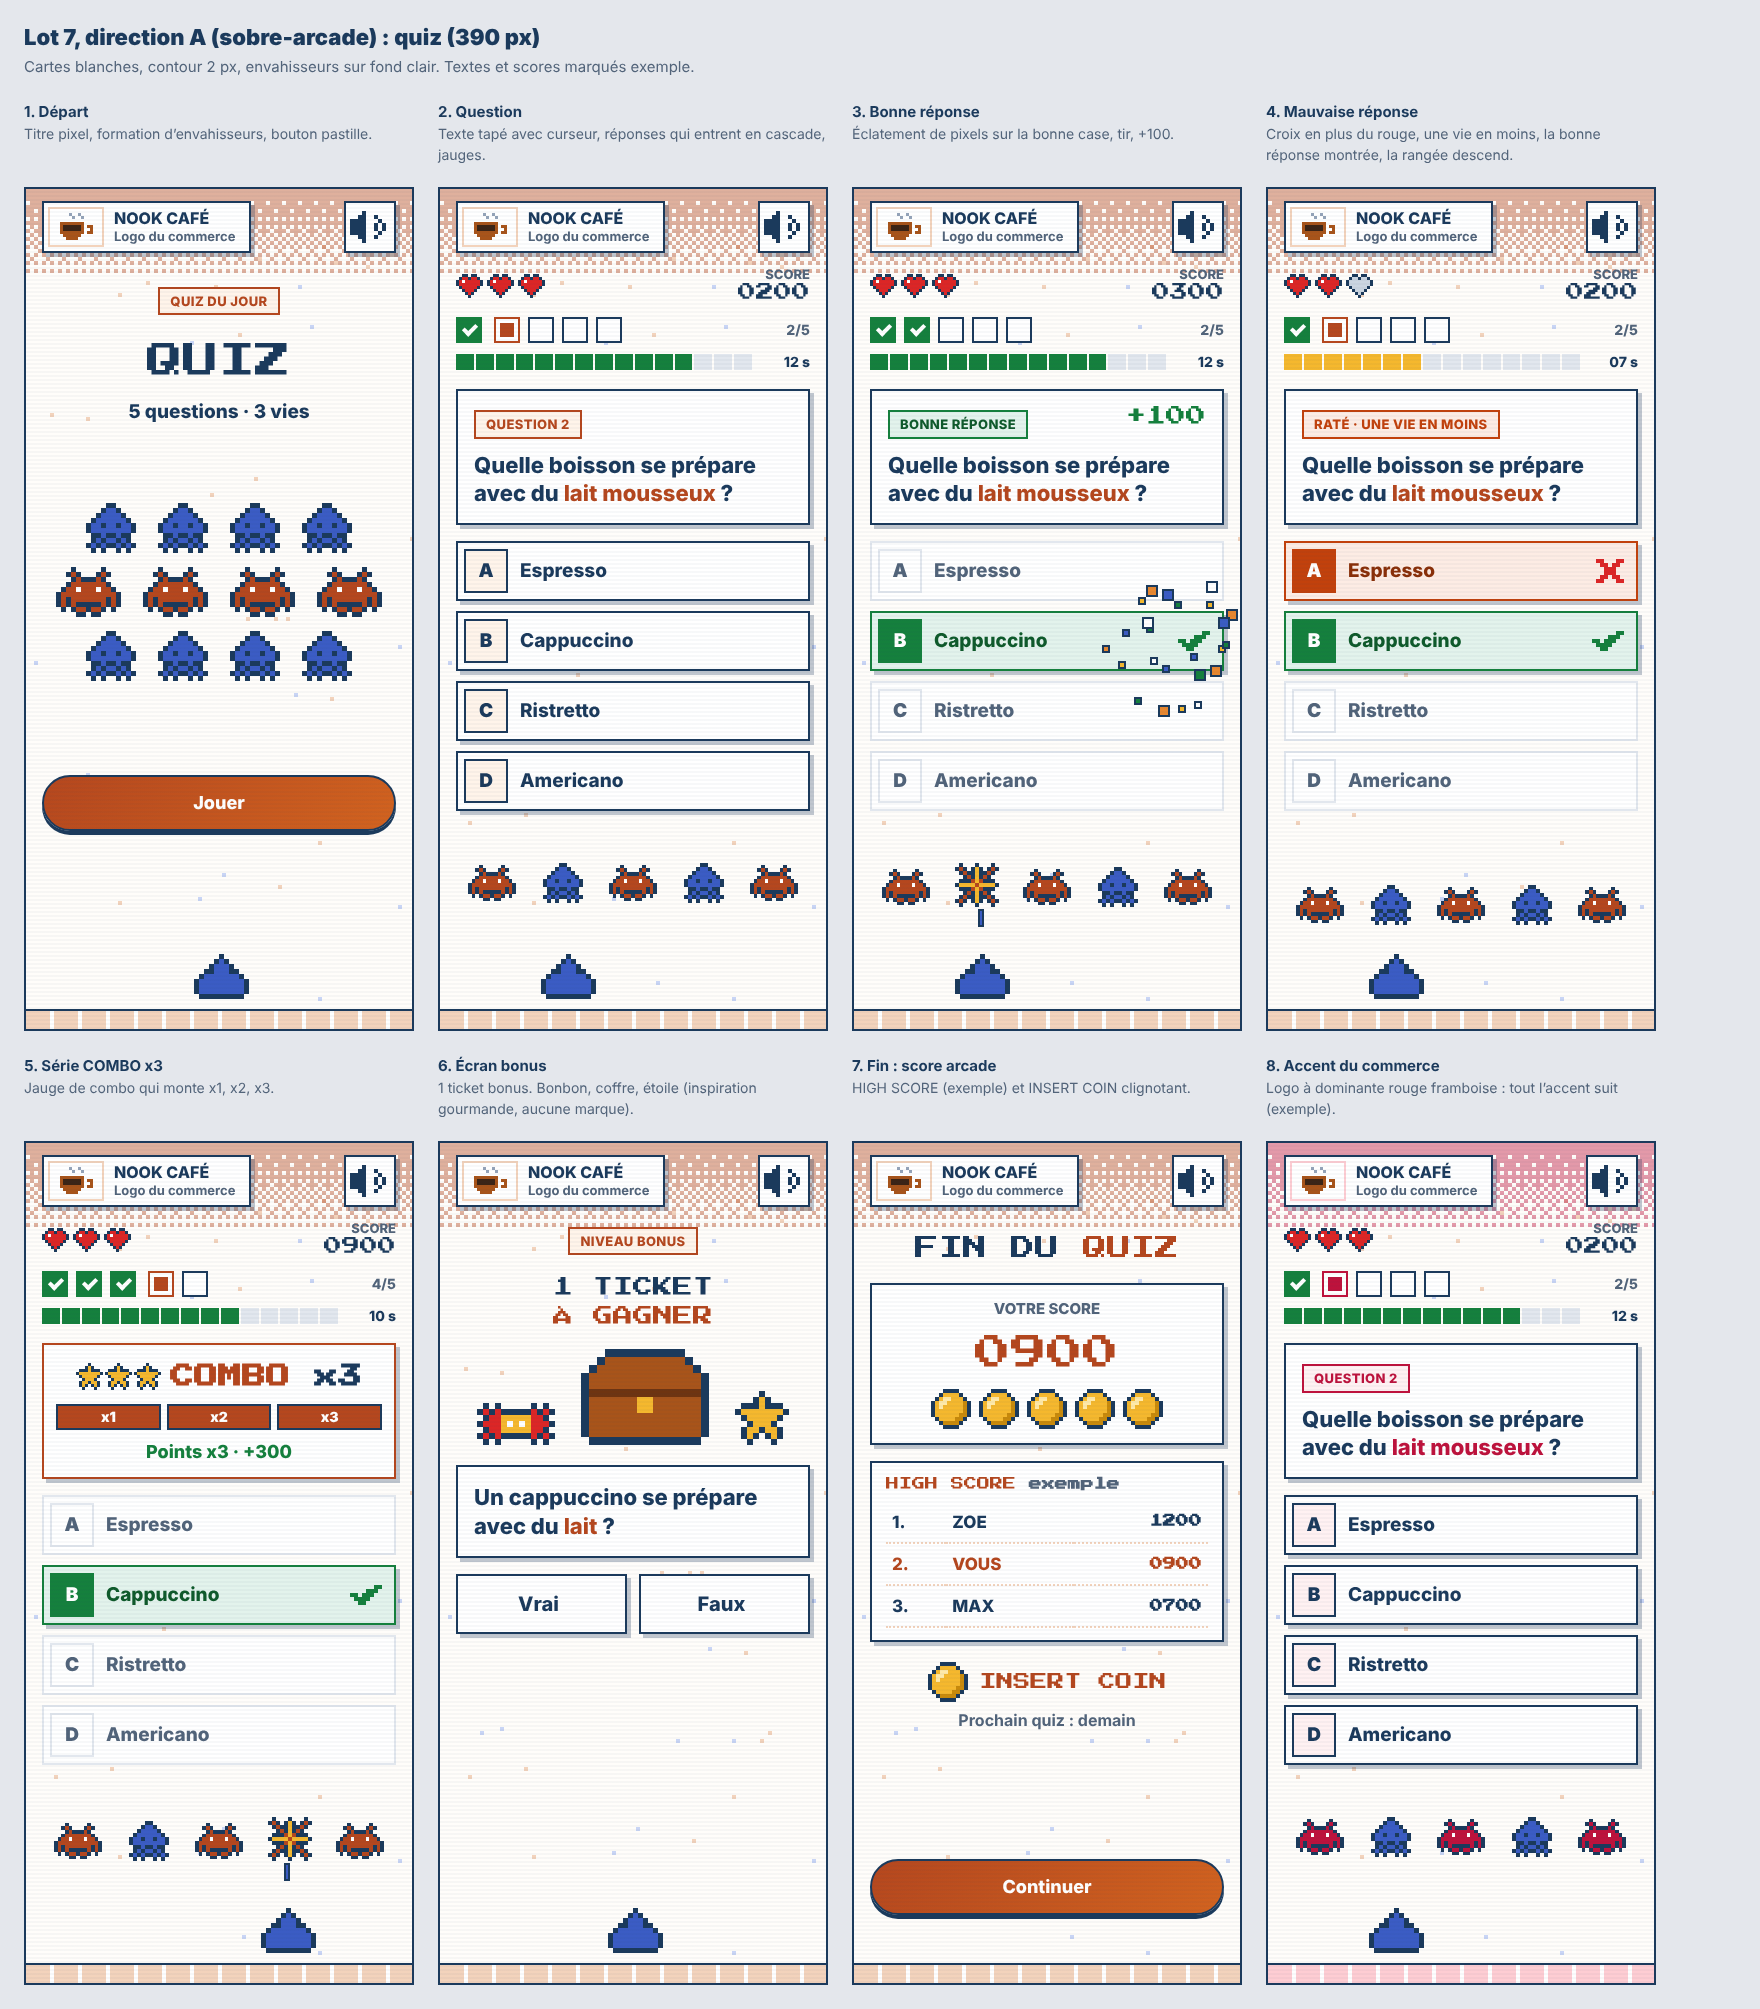 Lot 7, direction A (sobre-arcade) : quiz (390 px)
Cartes blanches, contour 2 px, envahisseurs sur fond clair. Textes et scores marqués exemple.
1. Départ
Titre pixel, formation d’envahisseurs, bouton pastille.
NOOK CAFÉ
Logo du commerce
QUIZ DU JOUR
QUIZ
5 questions · 3 vies
Jouer
2. Question
Texte tapé avec curseur, réponses qui entrent en cascade,
jauges.
NOOK CAFÉ
Logo du commerce
SCORE
0200
2/5
12 s
QUESTION 2
Quelle boisson se prépare
avec du lait mousseux ?
A Espresso
B Cappuccino
C Ristretto
D Americano
3. Bonne réponse
Éclatement de pixels sur la bonne case, tir, +100.
NOOK CAFÉ
Logo du commerce
SCORE
0300
2/5
12 s
BONNE RÉPONSE
+100
Quelle boisson se prépare
avec du lait mousseux ?
A Espresso
B Cappuccino
C Ristretto
D Americano
4. Mauvaise réponse
Croix en plus du rouge, une vie en moins, la bonne
réponse montrée, la rangée descend.
NOOK CAFÉ
Logo du commerce
SCORE
0200
2/5
07 s
RATÉ · UNE VIE EN MOINS
Quelle boisson se prépare
avec du lait mousseux ?
A Espresso
B Cappuccino
C Ristretto
D Americano
5. Série COMBO x3
Jauge de combo qui monte x1, x2, x3.
NOOK CAFÉ
Logo du commerce
SCORE
0900
4/5
10 s
COMBO x3
x1 x2 x3
Points x3 · +300
A Espresso
B Cappuccino
C Ristretto
D Americano
6. Écran bonus
1 ticket bonus. Bonbon, coffre, étoile (inspiration
gourmande, aucune marque).
NOOK CAFÉ
Logo du commerce
NIVEAU BONUS
1 TICKET
À GAGNER
Un cappuccino se prépare
avec du lait ?
Vrai Faux
7. Fin : score arcade
HIGH SCORE (exemple) et INSERT COIN clignotant.
NOOK CAFÉ
Logo du commerce
FIN DU QUIZ
VOTRE SCORE
0900
HIGH SCORE exemple
1. ZOE 1200
2. VOUS 0900
3. MAX 0700
INSERT COIN
Prochain quiz : demain
Continuer
8. Accent du commerce
Logo à dominante rouge framboise : tout l’accent suit
(exemple).
NOOK CAFÉ
Logo du commerce
SCORE
0200
2/5
12 s
QUESTION 2
Quelle boisson se prépare
avec du lait mousseux ?
A Espresso
B Cappuccino
C Ristretto
D Americano